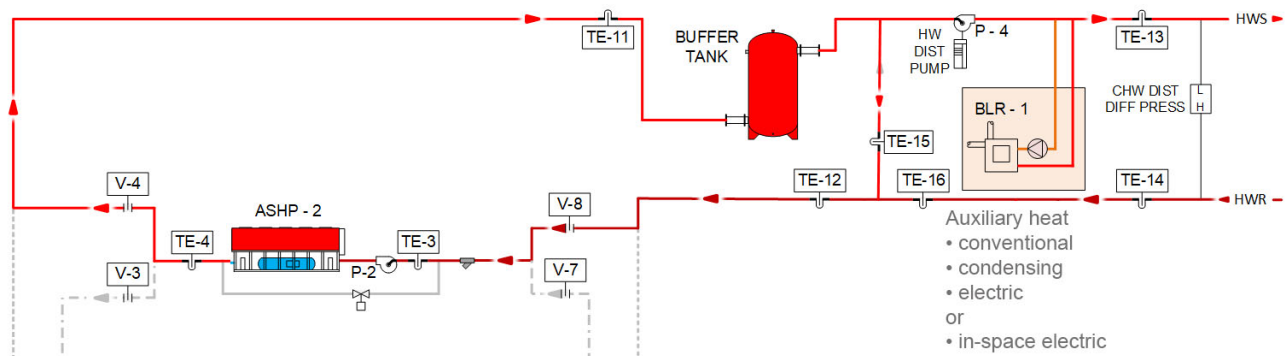 TE-11
BUFFER
TANK
HW
DIST
PUMP
P - 4
TE-13
HWS
CHW DIST
DIFF PRESS
L
H
BLR - 1
TE-15
V-4
ASHP - 2
V-8
TE-12
TE-16
TE-14
HWR
TE-4
P-2
TE-3
V-3
V-7
Auxiliary heat
• conventional
• condensing
• electric
or
• in-space electric